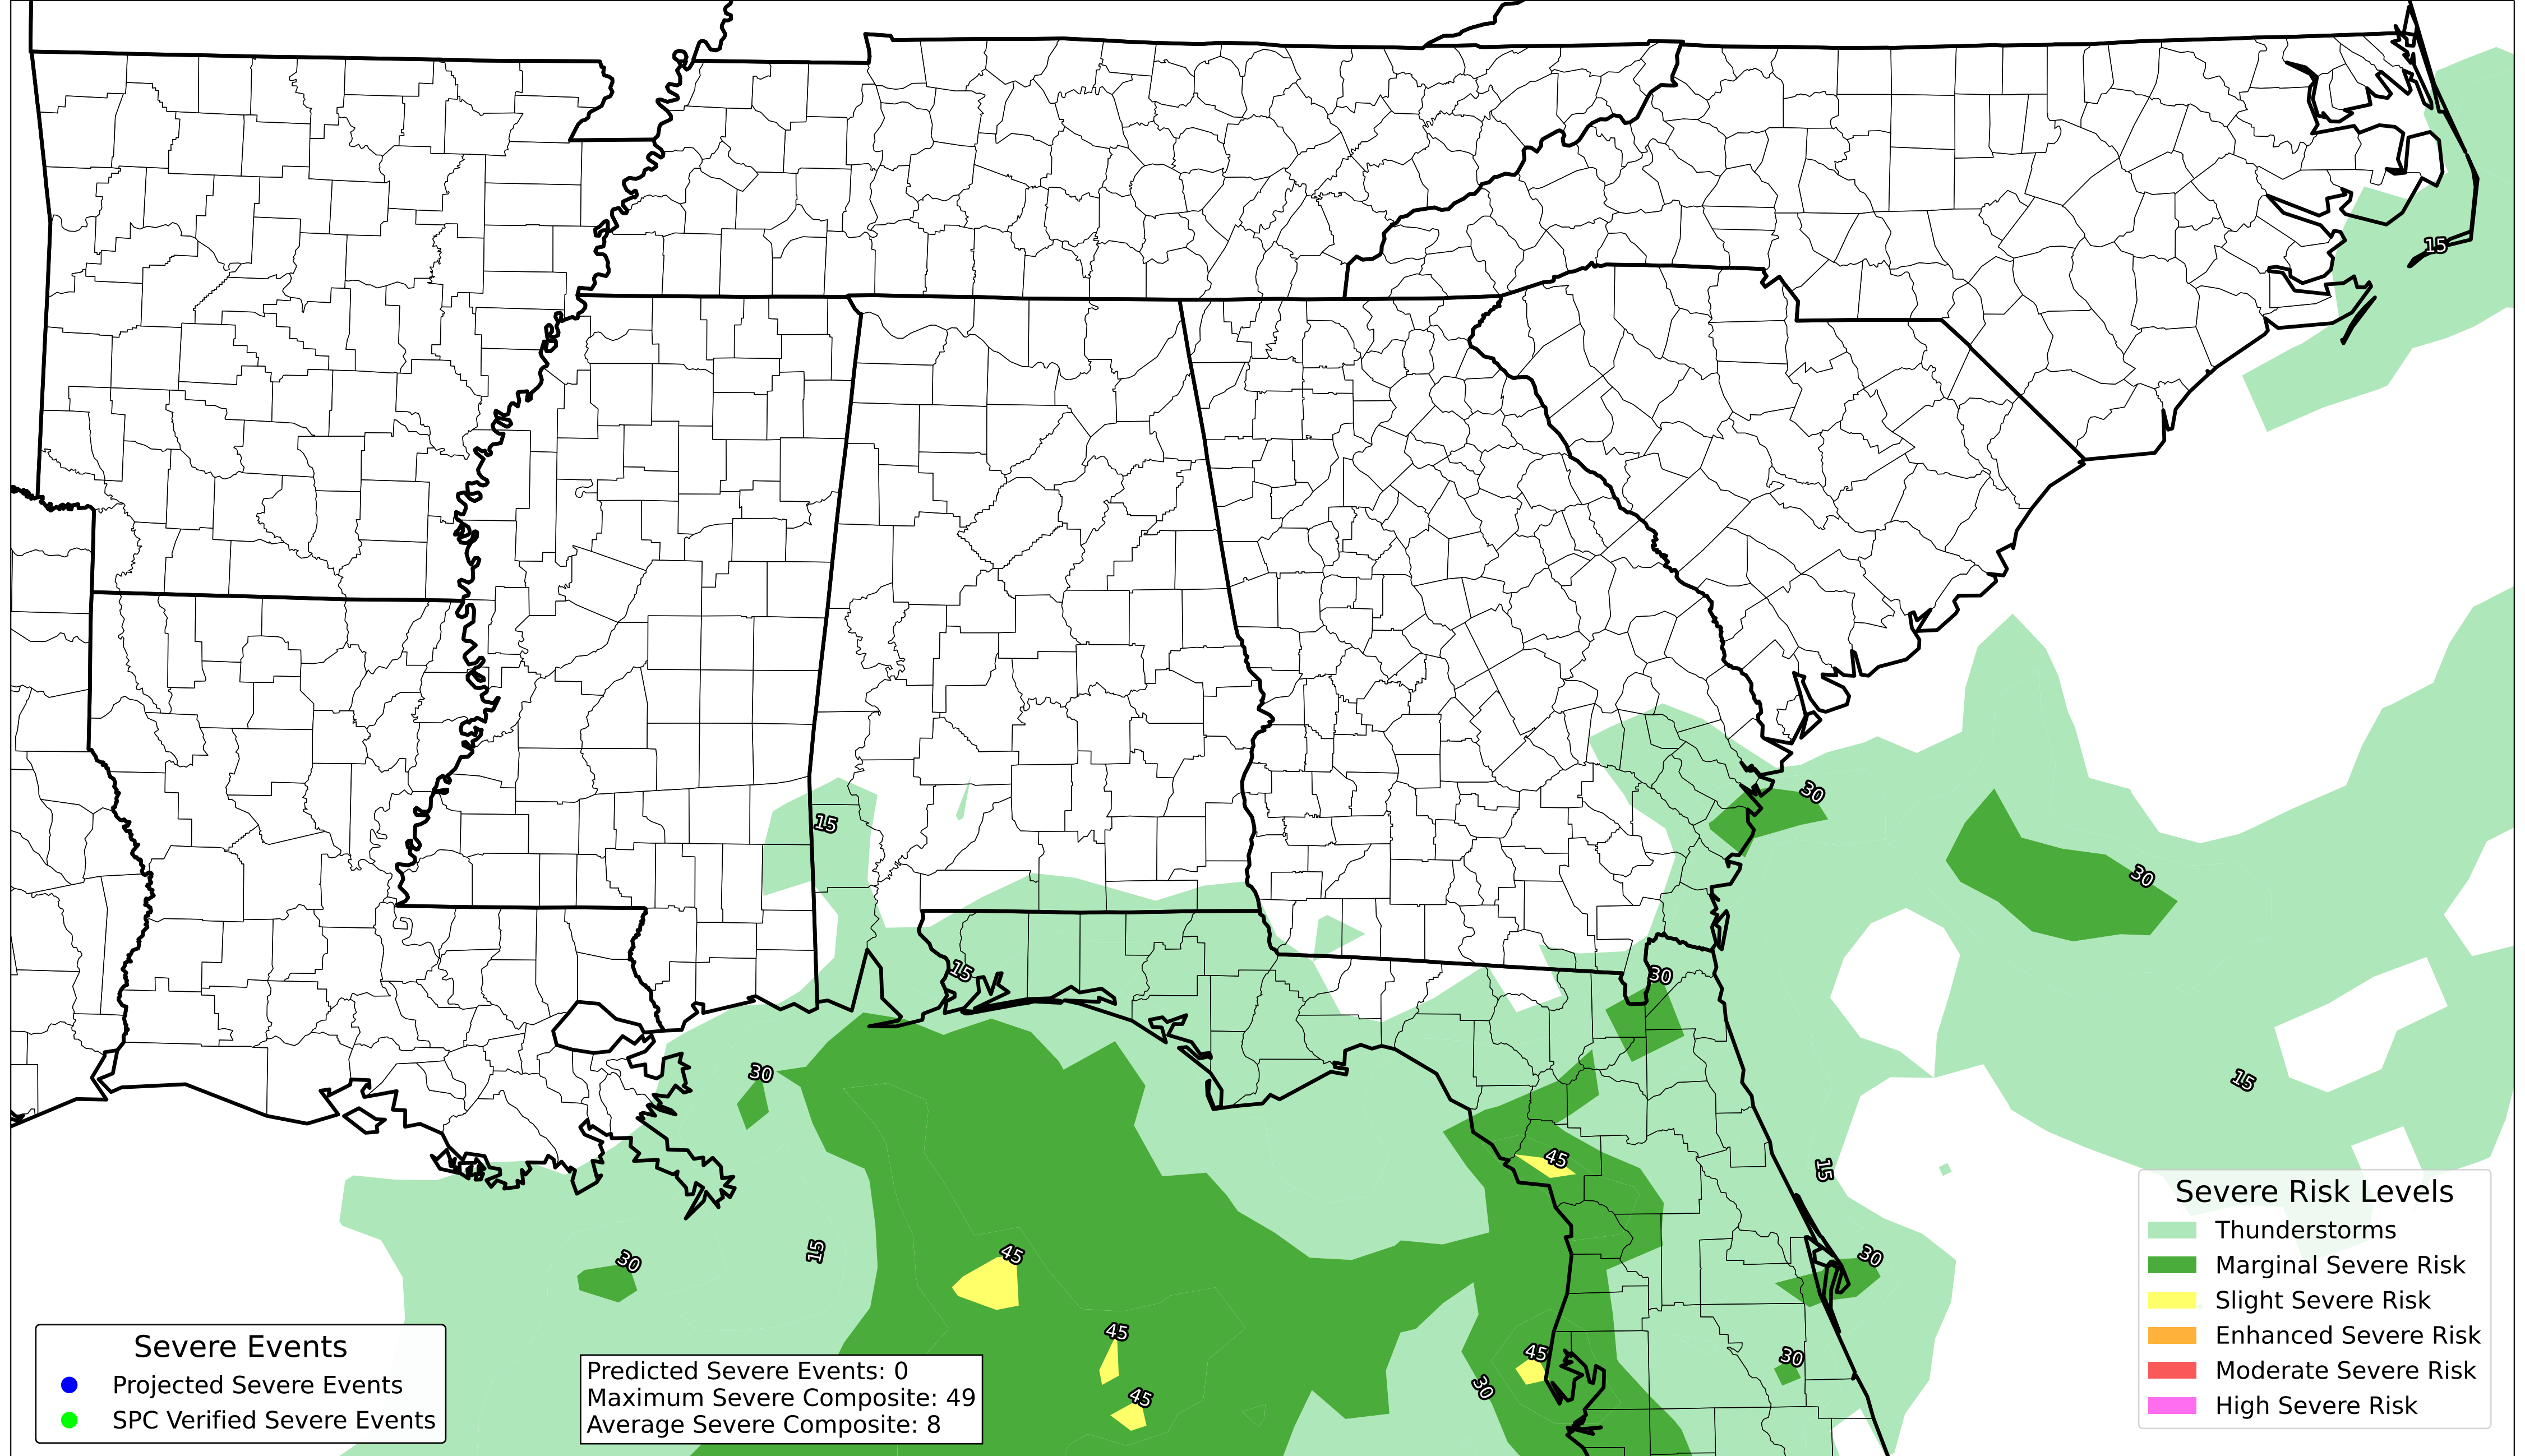 15
15
30
30
15
30
30
15
30
15
45
15
45
30
30
45
45
30
30
45
Severe Risk Levels
Thunderstorms
Marginal Severe Risk
Slight Severe Risk
Enhanced Severe Risk
Moderate Severe Risk
High Severe Risk
Severe Events
Projected Severe Events
SPC Verified Severe Events
Predicted Severe Events: 0
Maximum Severe Composite: 49
Average Severe Composite: 8